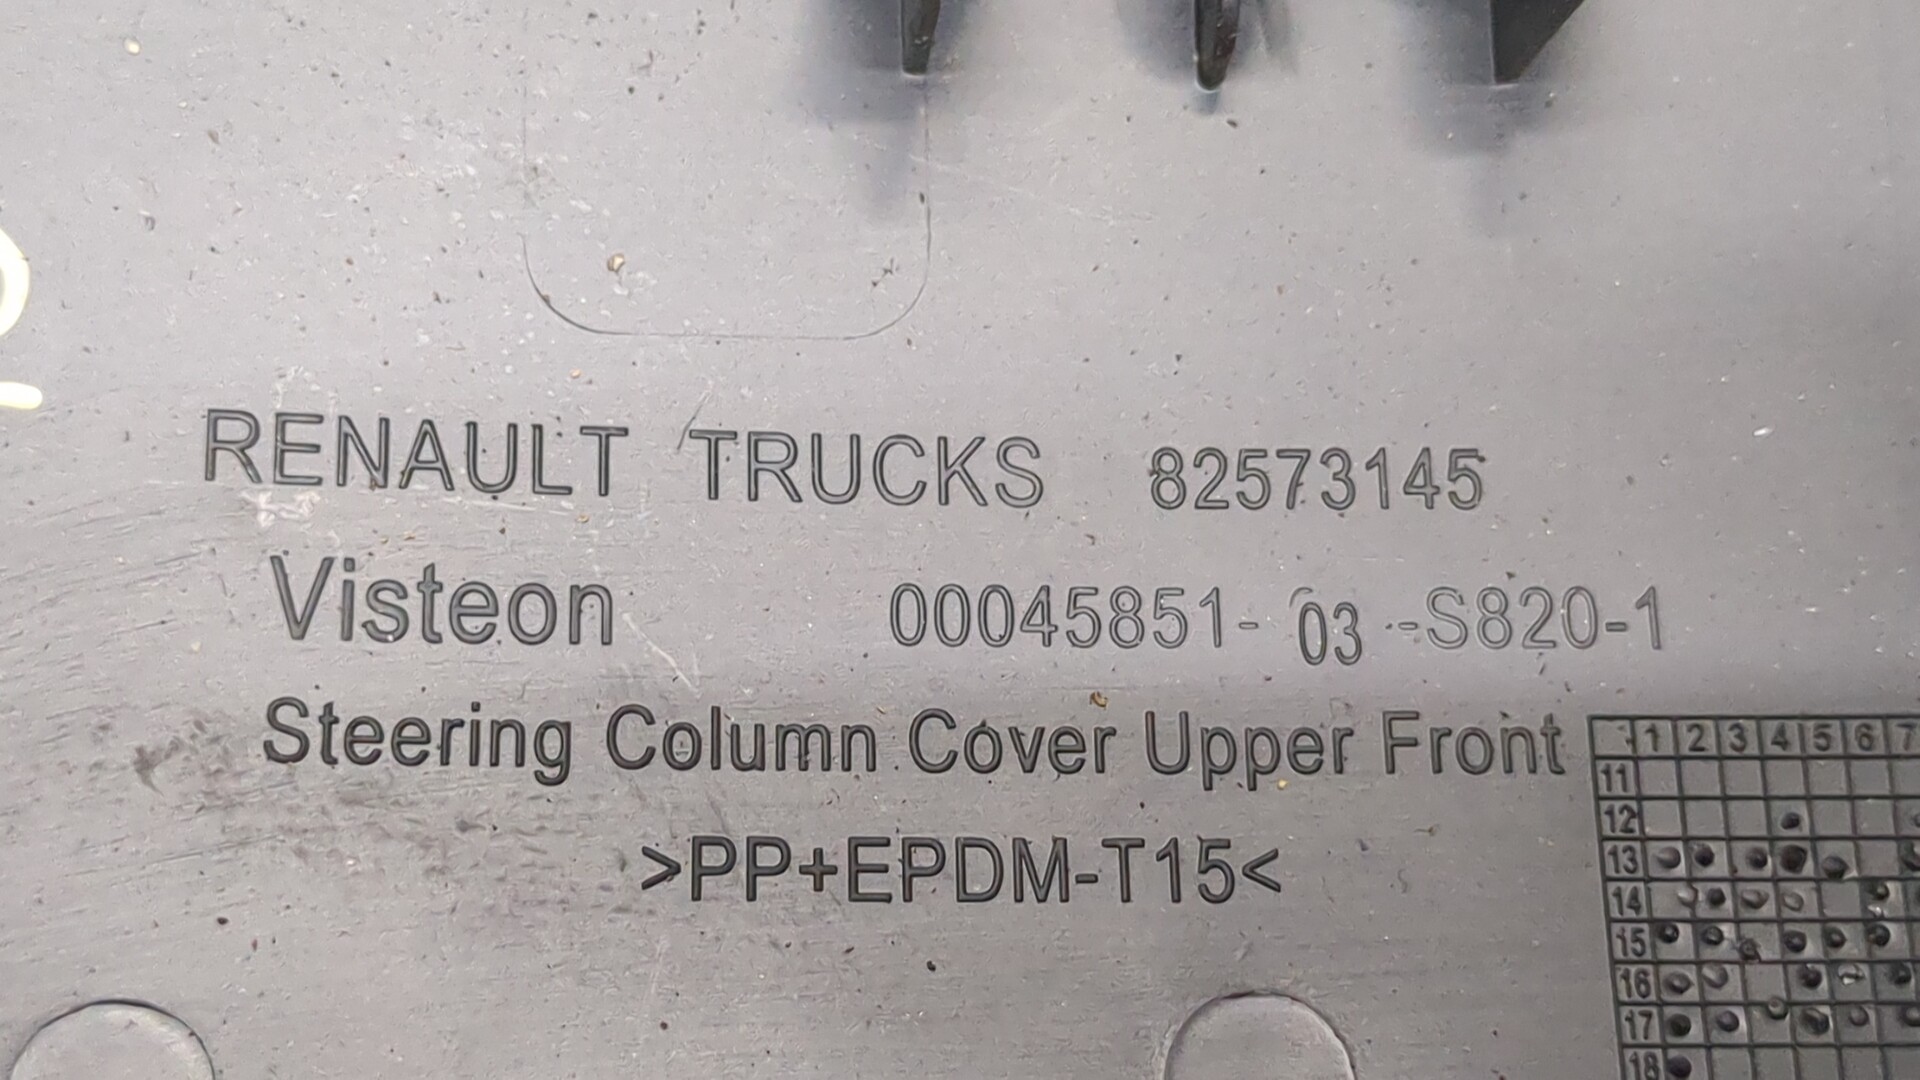 RENAULT TRUCKS 82573145
Visteon 00045851- 03 -S820-1
Steering Column Cover Upper Front
>PP+EPDM-T15<
1 2 3 4 5 6 7
11
12
13
14
15
16
17
18